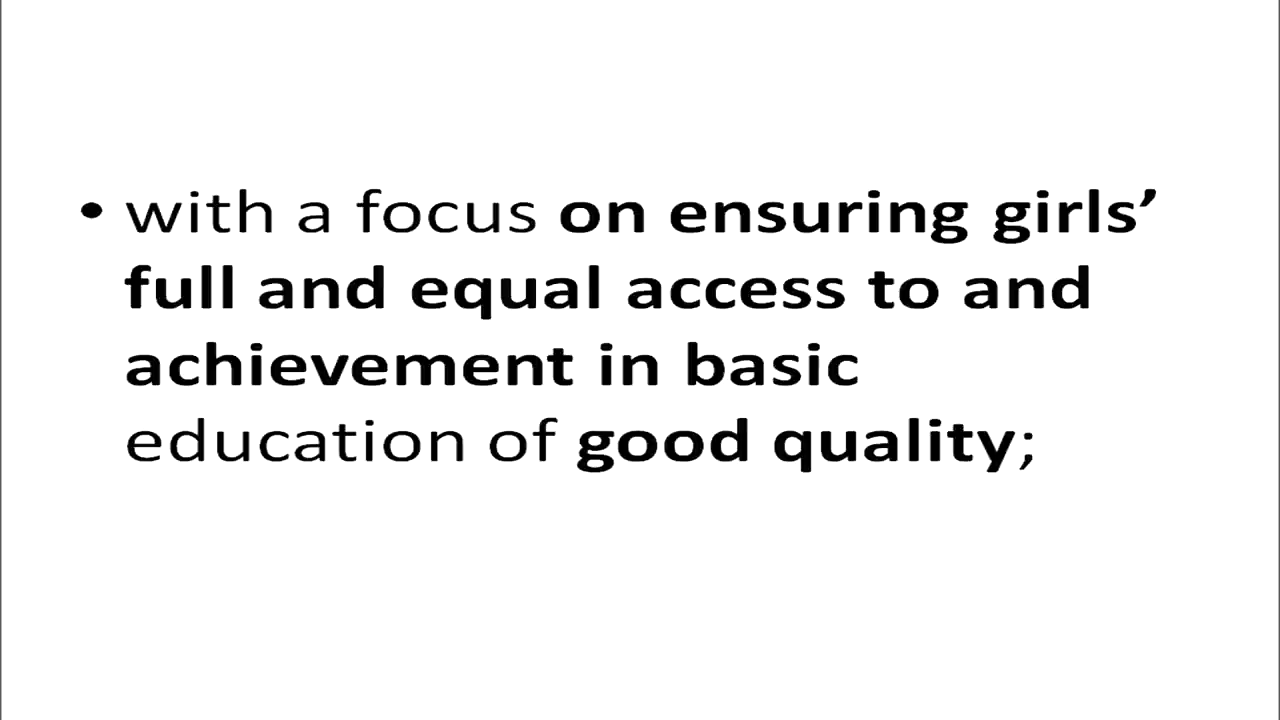 • with a focus on ensuring girls’
full and equal access to and
achievement in basic
education of good quality;